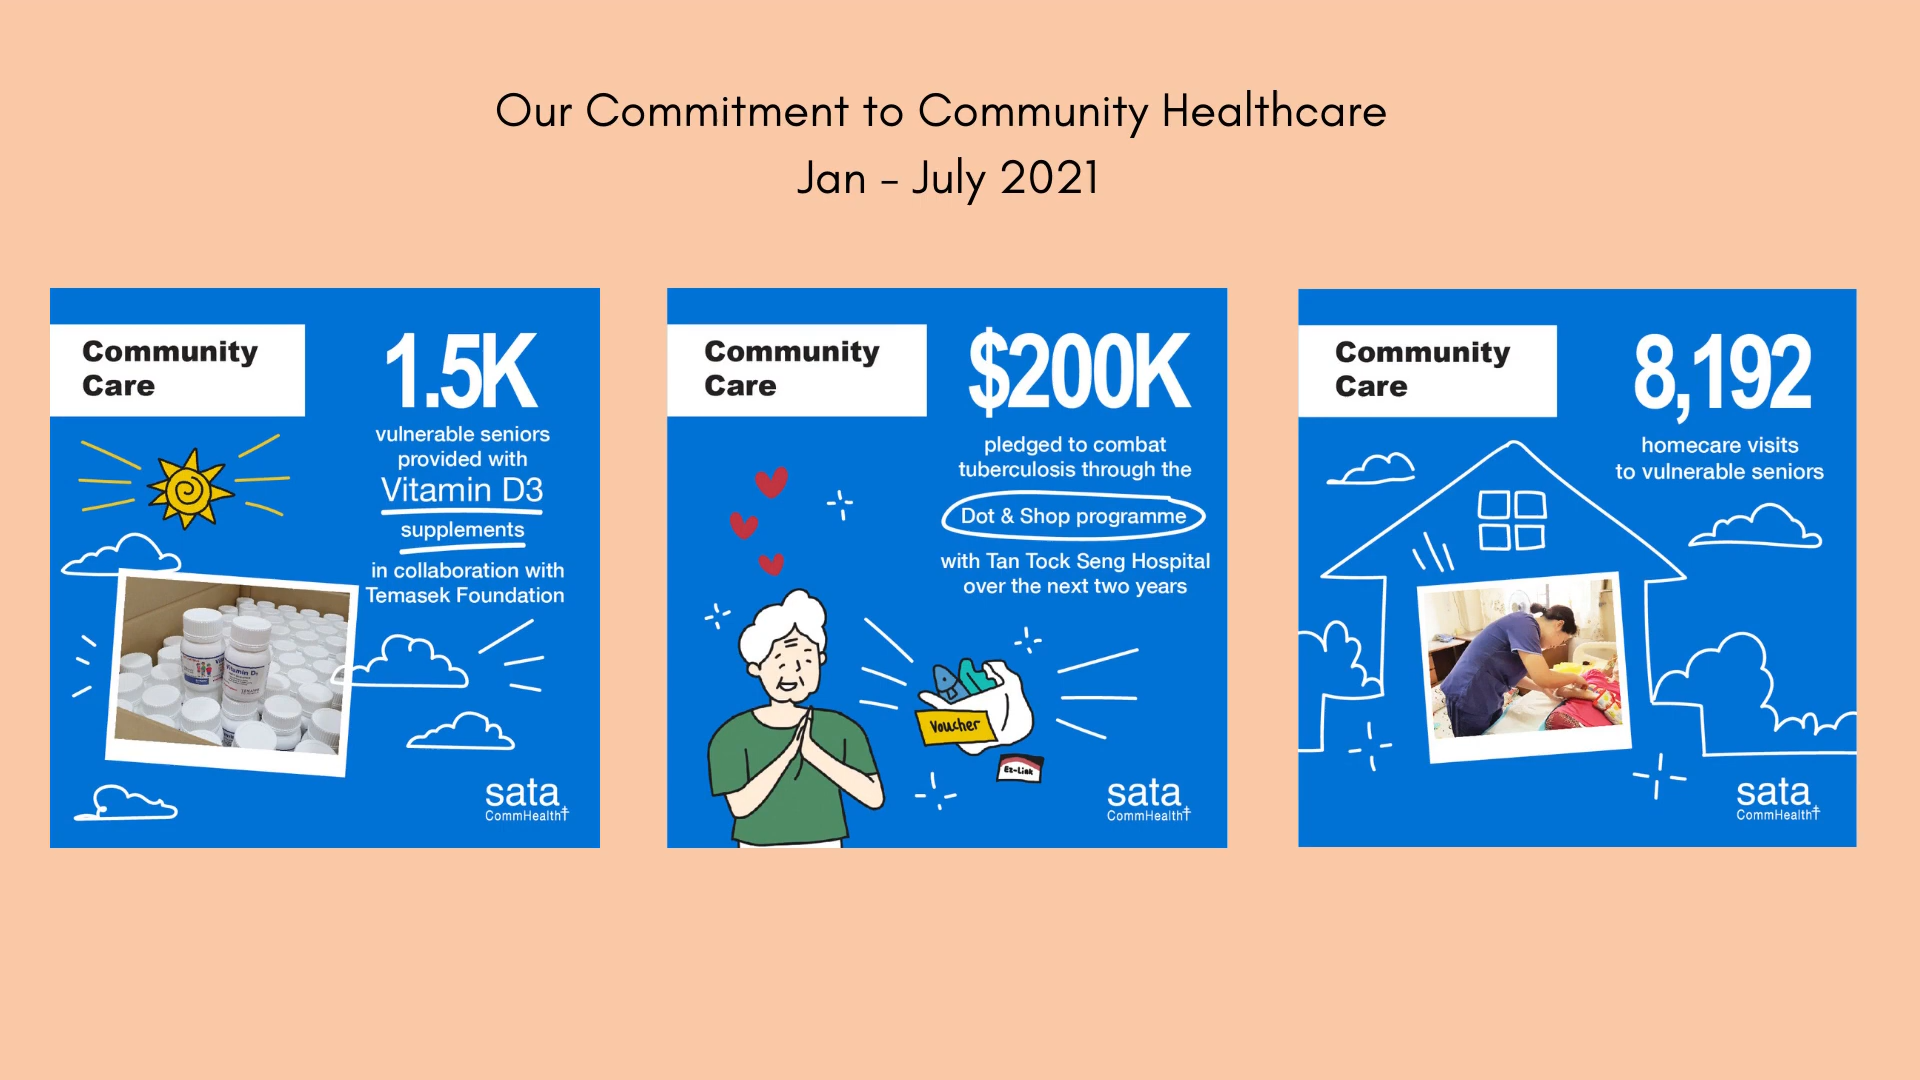 Our Commitment to Community Healthcare
Jan - July 2021
Community
Care
1.5K
vulnerable seniors
provided with
Vitamin D3
supplements
in collaboration with
Temasek Foundation
Vitamin D₃
sata
CommHealth
Community
Care
$200K
pledged to combat
tuberculosis through the
Dot & Shop programme
with Tan Tock Seng Hospital
over the next two years
Voucher
Ez-Link
sata
CommHealth
Community
Care
8,192
homecare visits
to vulnerable seniors
sata
CommHealth